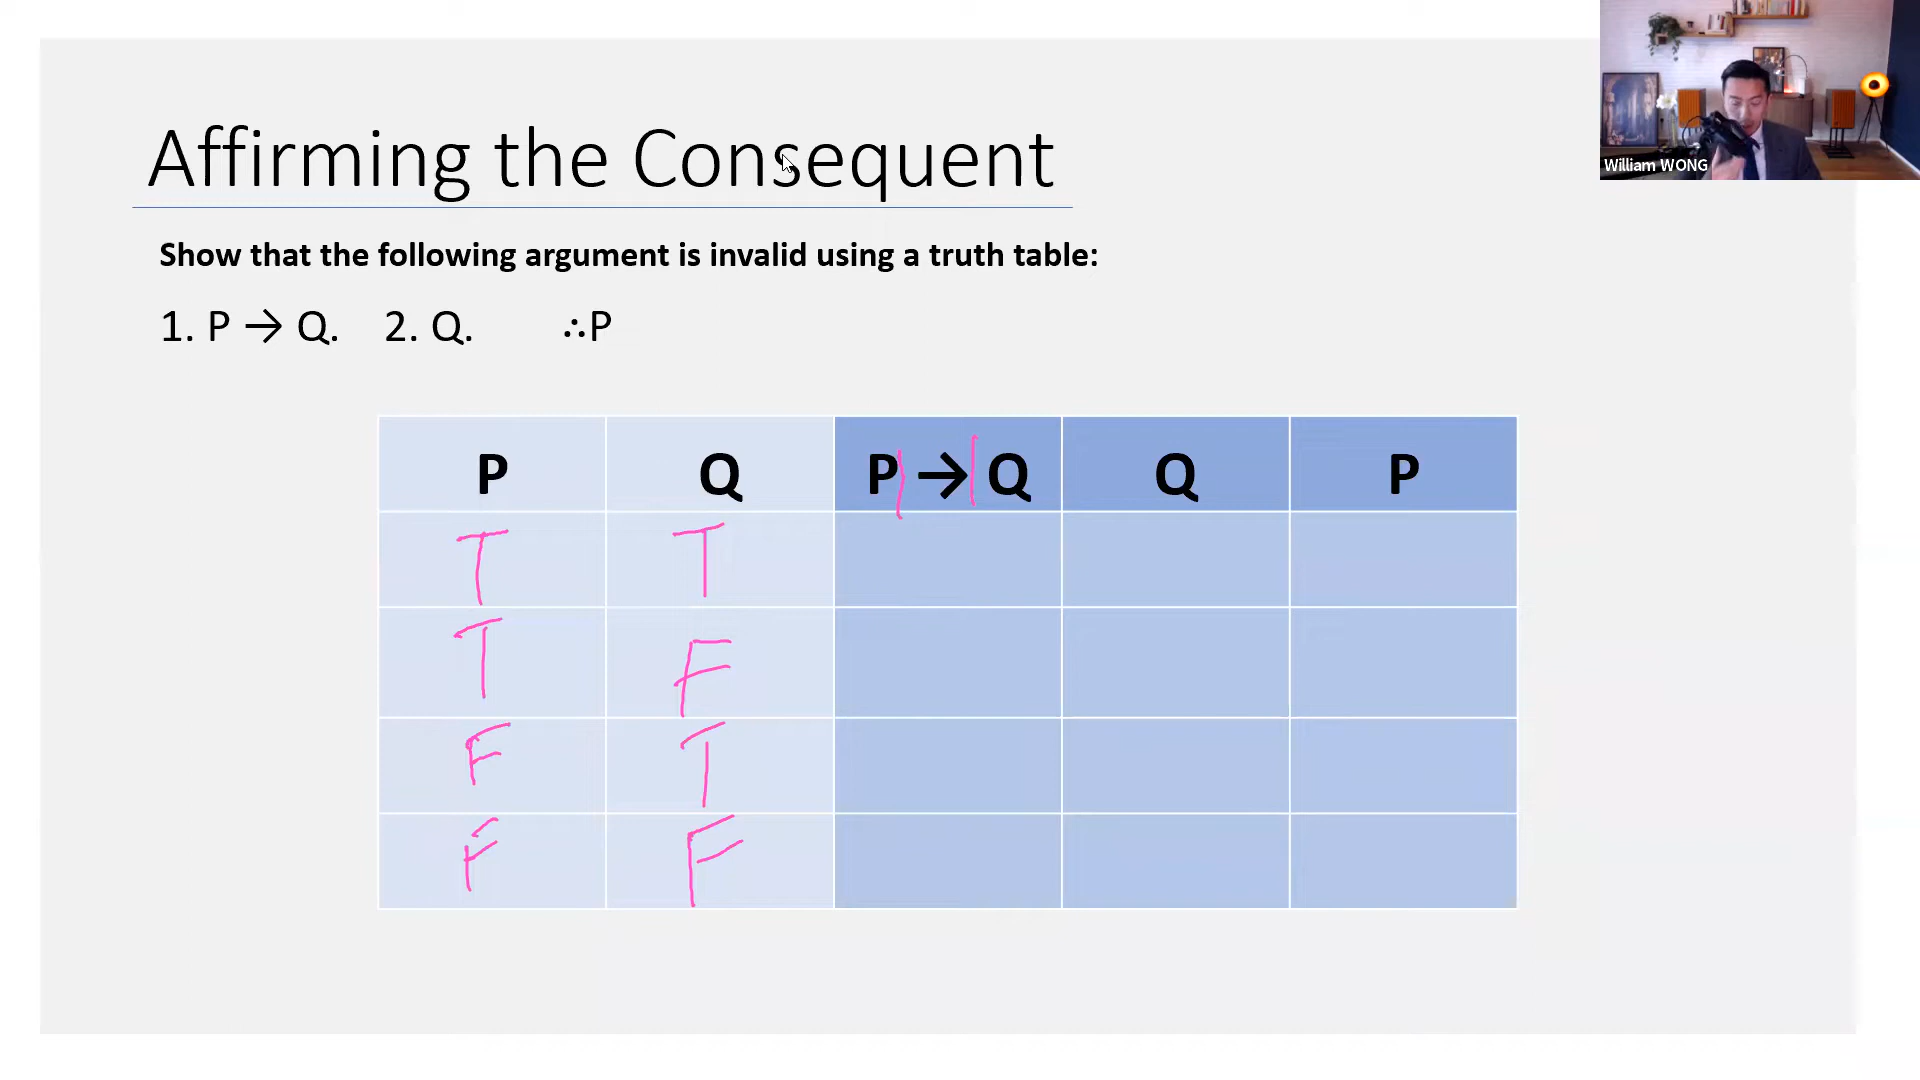 William WONG
Affirming the Consequent
Show that the following argument is invalid using a truth table:
1. P → Q. 2. Q. ∴P
P Q P → Q Q P
T T
T F
F T
F F